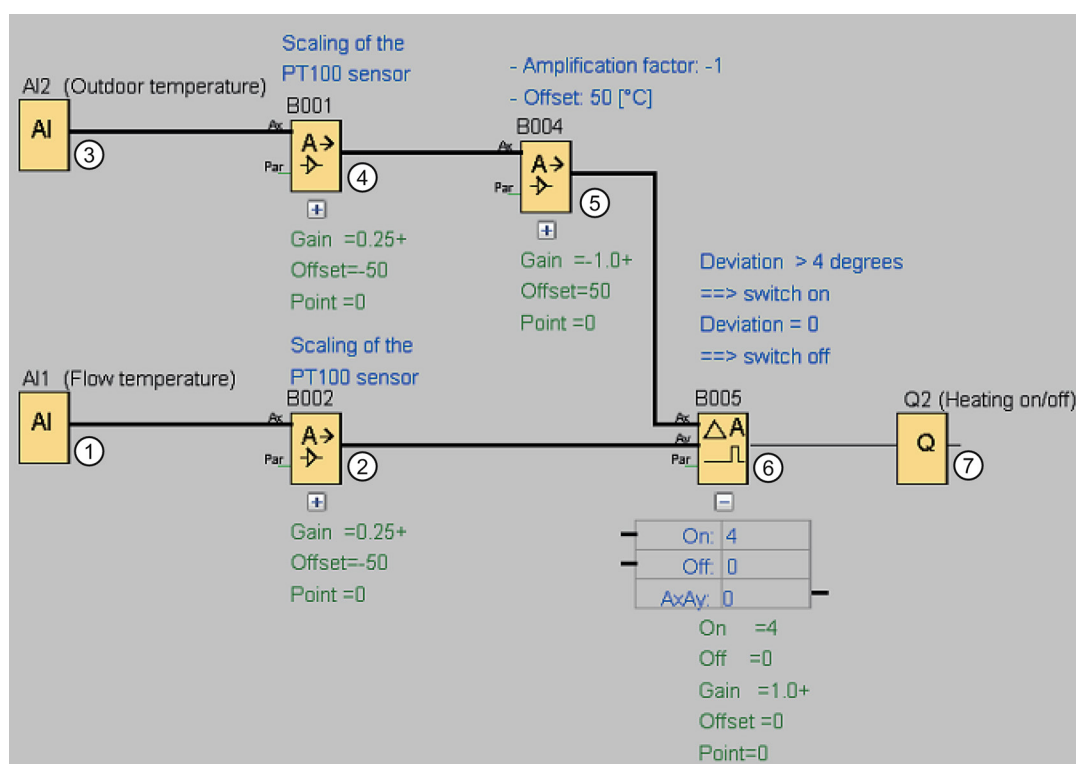 Scaling of the
PT100 sensor
- Amplification factor: -1
- Offset: 50 [°C]
AI2 (Outdoor temperature)
B001
B004
AI
Ax
A→
Par
3
4
Ax
A→
Par
5
Gain =0.25+
Offset=-50
Point =0
Gain =-1.0+
Offset=50
Point =0
Deviation > 4 degrees
==> switch on
Deviation = 0
==> switch off
Scaling of the
PT100 sensor
AI1 (Flow temperature)
B002
B005
Q2 (Heating on/off)
AI
1
Ax
A→
Par
2
Ax
Ay
Par
△A
6
Q
7
Gain =0.25+
Offset=-50
Point =0
On: 4
Off: 0
AxAy: 0
On =4
Off =0
Gain =1.0+
Offset =0
Point=0